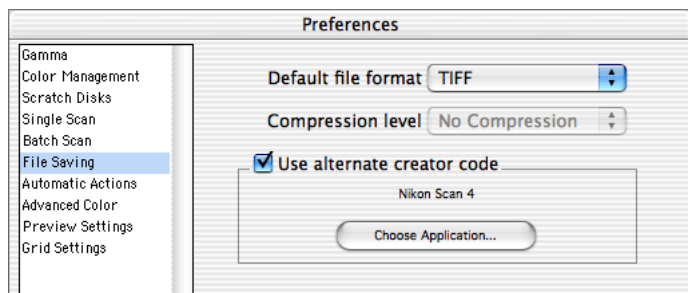 Preferences
Gamma
Color Management
Scratch Disks
Single Scan
Batch Scan
File Saving
Automatic Actions
Advanced Color
Preview Settings
Grid Settings
Default file format TIFF
Compression level No Compression
Use alternate creator code
Nikon Scan 4
Choose Application...